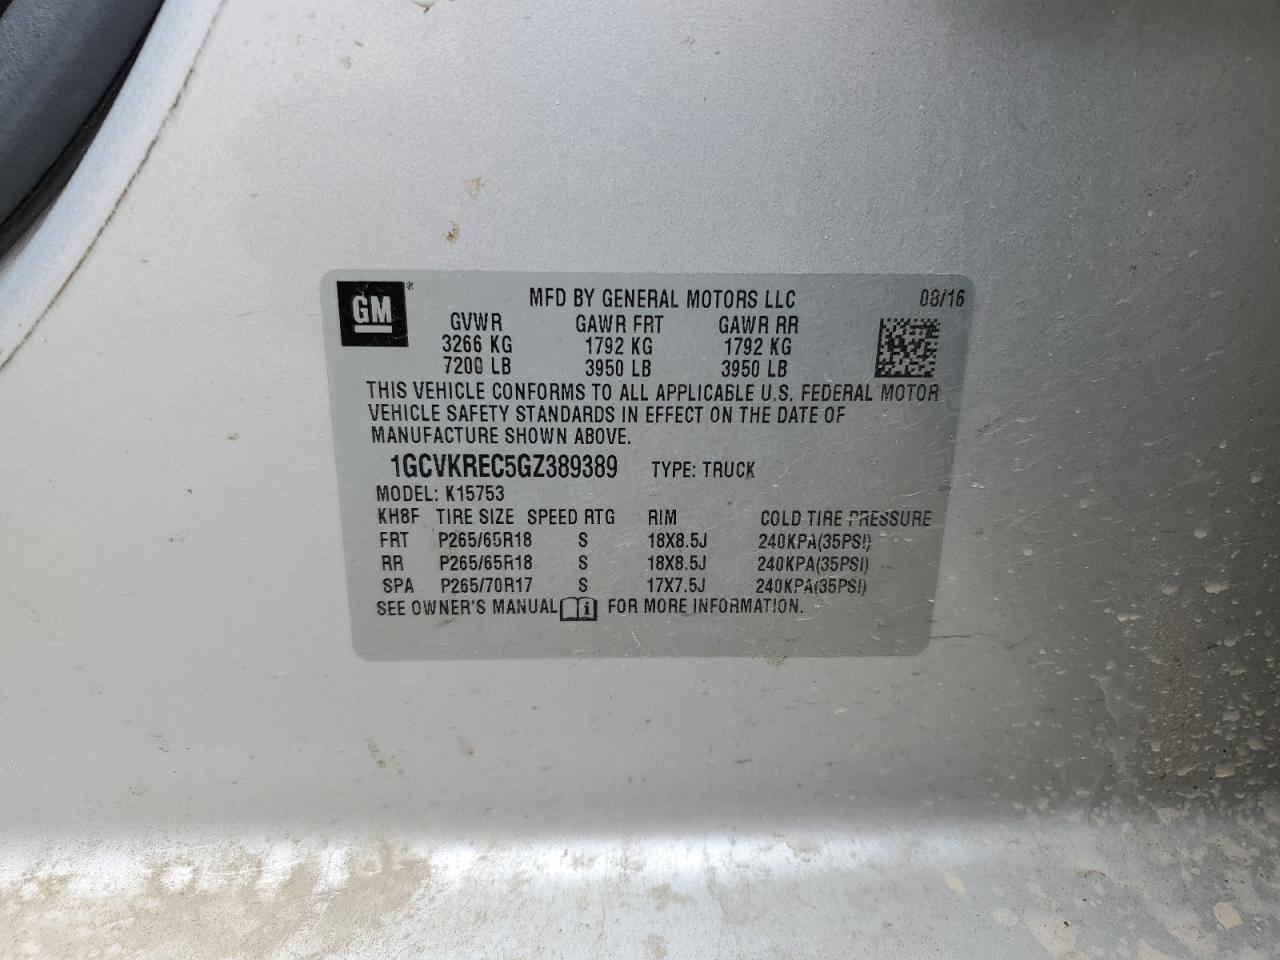 GM ® MFD BY GENERAL MOTORS LLC 08/16
GVWR GAWR FRT GAWR RR
3266 KG 1792 KG 1792 KG
7200 LB 3950 LB 3950 LB
THIS VEHICLE CONFORMS TO ALL APPLICABLE U.S. FEDERAL MOTOR
VEHICLE SAFETY STANDARDS IN EFFECT ON THE DATE OF
MANUFACTURE SHOWN ABOVE.
1GCVKREC5GZ389389 TYPE: TRUCK
MODEL: K15753
KH8F TIRE SIZE SPEED RTG RIM COLD TIRE PRESSURE
FRT P265/65R18 S 18X8.5J 240KPA(35PSI)
RR P265/65R18 S 18X8.5J 240KPA(35PSI)
SPA P265/70R17 S 17X7.5J 240KPA(35PSI)
SEE OWNER'S MANUAL i FOR MORE INFORMATION.